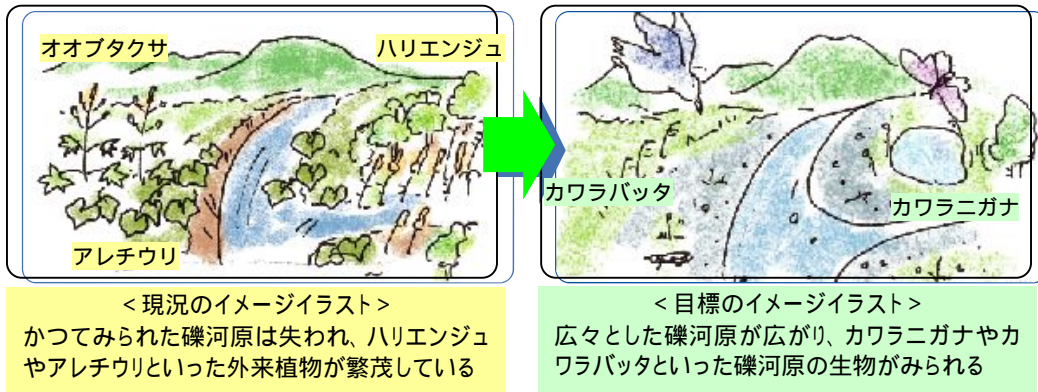 オオブタクサ
ハリエンジュ
アレチウリ
<現況のイメージイラスト>
かつてみられた礫河原は失われ、ハリエンジュ
やアレチウリといった外来植物が繁茂している
カワラバッタ
カワラニガナ
<目標のイメージイラスト>
広々とした礫河原が広がり、カワラニガナやカ
ワラバッタといった礫河原の生物がみられる